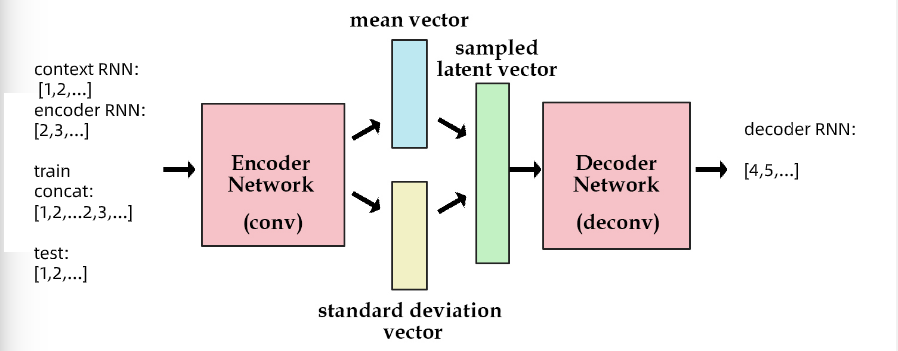 context RNN:
[1,2,...]
encoder RNN:
[2,3,...]
train
concat:
[1,2,...2,3,...]
test:
[1,2,...]
Encoder
Network
(conv)
mean vector
standard deviation
vector
sampled
latent vector
Decoder
Network
(deconv)
decoder RNN:
[4,5,...]